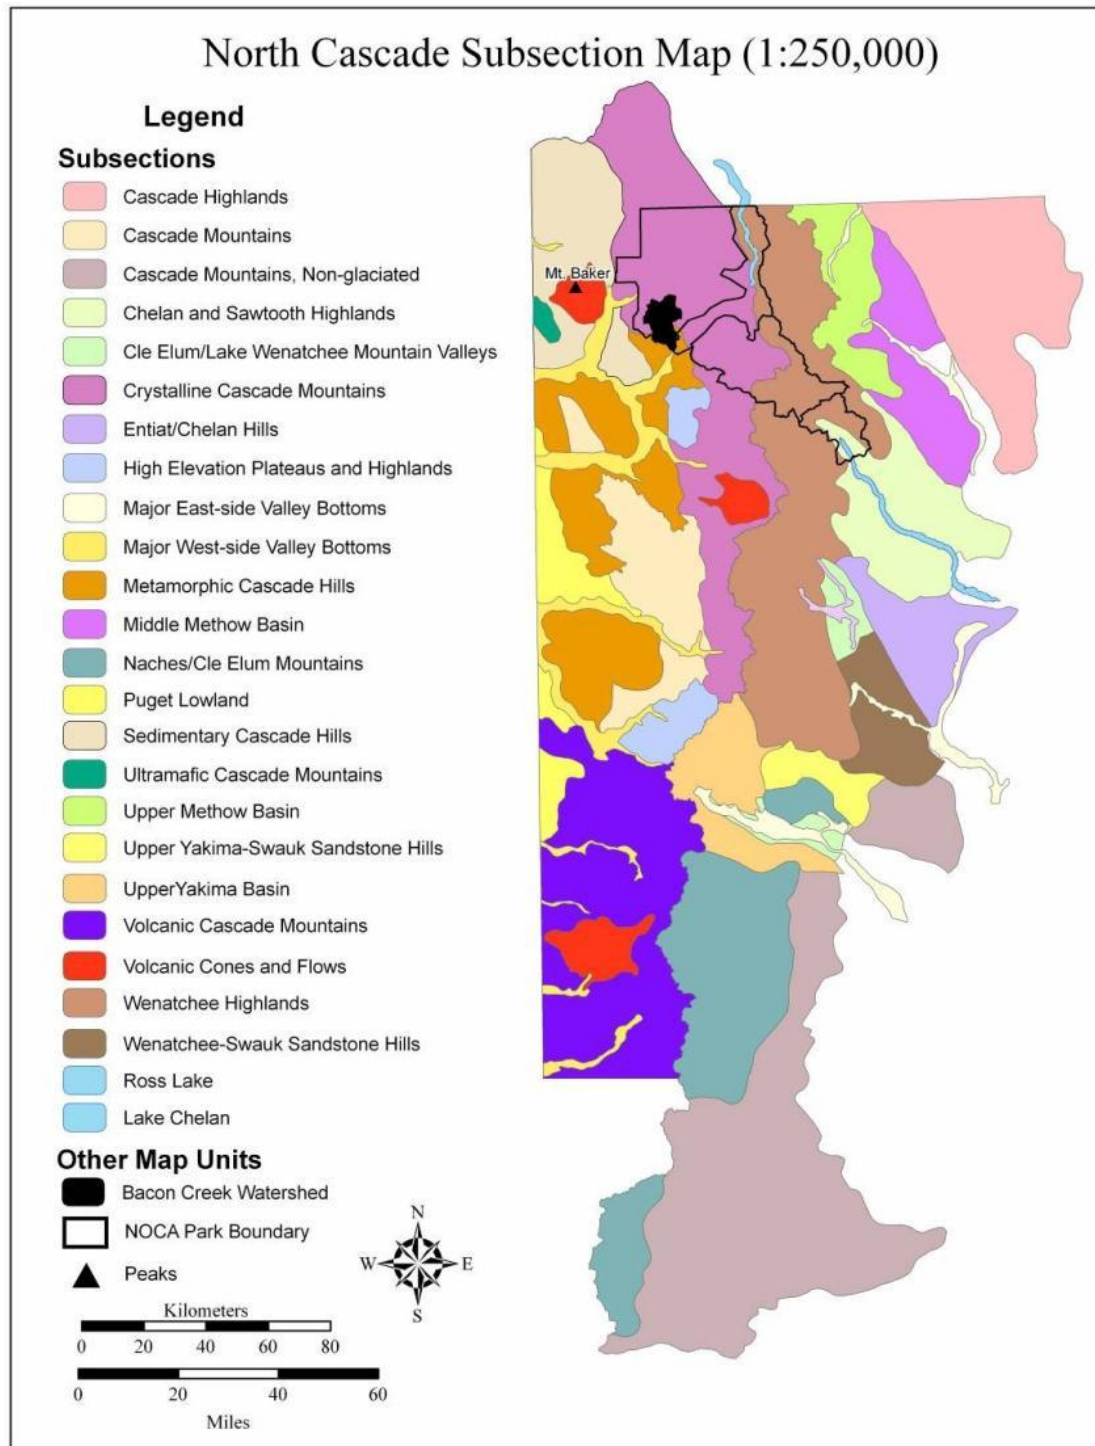 North Cascade Subsection Map (1:250,000)
Legend
Subsections
Cascade Highlands
Cascade Mountains
Cascade Mountains, Non-glaciated
Chelan and Sawtooth Highlands
Cle Elum/Lake Wenatchee Mountain Valleys
Crystalline Cascade Mountains
Entiat/Chelan Hills
High Elevation Plateaus and Highlands
Major East-side Valley Bottoms
Major West-side Valley Bottoms
Metamorphic Cascade Hills
Middle Methow Basin
Naches/Cle Elum Mountains
Puget Lowland
Sedimentary Cascade Hills
Ultramafic Cascade Mountains
Upper Methow Basin
Upper Yakima-Swauk Sandstone Hills
UpperYakima Basin
Volcanic Cascade Mountains
Volcanic Cones and Flows
Wenatchee Highlands
Wenatchee-Swauk Sandstone Hills
Ross Lake
Lake Chelan
Other Map Units
Bacon Creek Watershed
NOCA Park Boundary
Peaks
Kilometers
0 20 40 60 80
0 20 40 60
Miles
N
W E
S
Mt. Baker